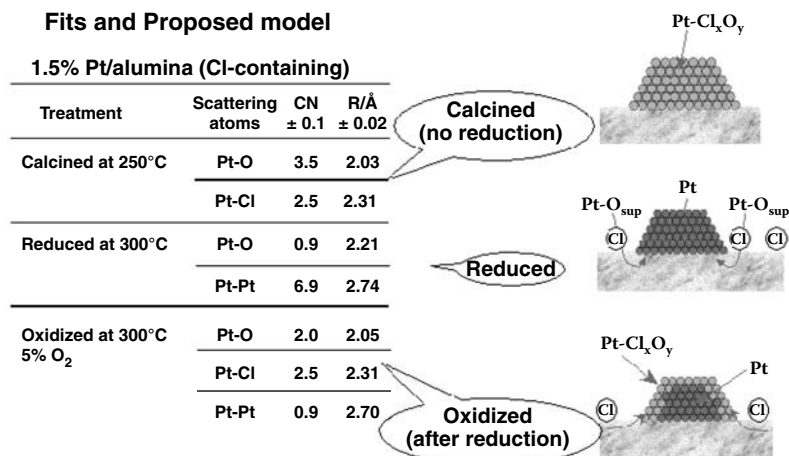 Fits and Proposed model
1.5% Pt/alumina (Cl-containing)
Treatment Scattering atoms CN ± 0.1 R/Å ± 0.02
Calcined at 250°C Pt-O 3.5 2.03
Pt-Cl 2.5 2.31
Reduced at 300°C Pt-O 0.9 2.21
Pt-Pt 6.9 2.74
Oxidized at 300°C 5% O₂ Pt-O 2.0 2.05
Pt-Cl 2.5 2.31
Pt-Pt 0.9 2.70
Calcined
(no reduction)
Pt-ClₓOᵧ
Reduced
Pt
Pt-Oₛᵤₚ Pt-Oₛᵤₚ
Cl Cl Cl
Oxidized
(after reduction)
Pt-ClₓOᵧ
Pt
Cl Cl